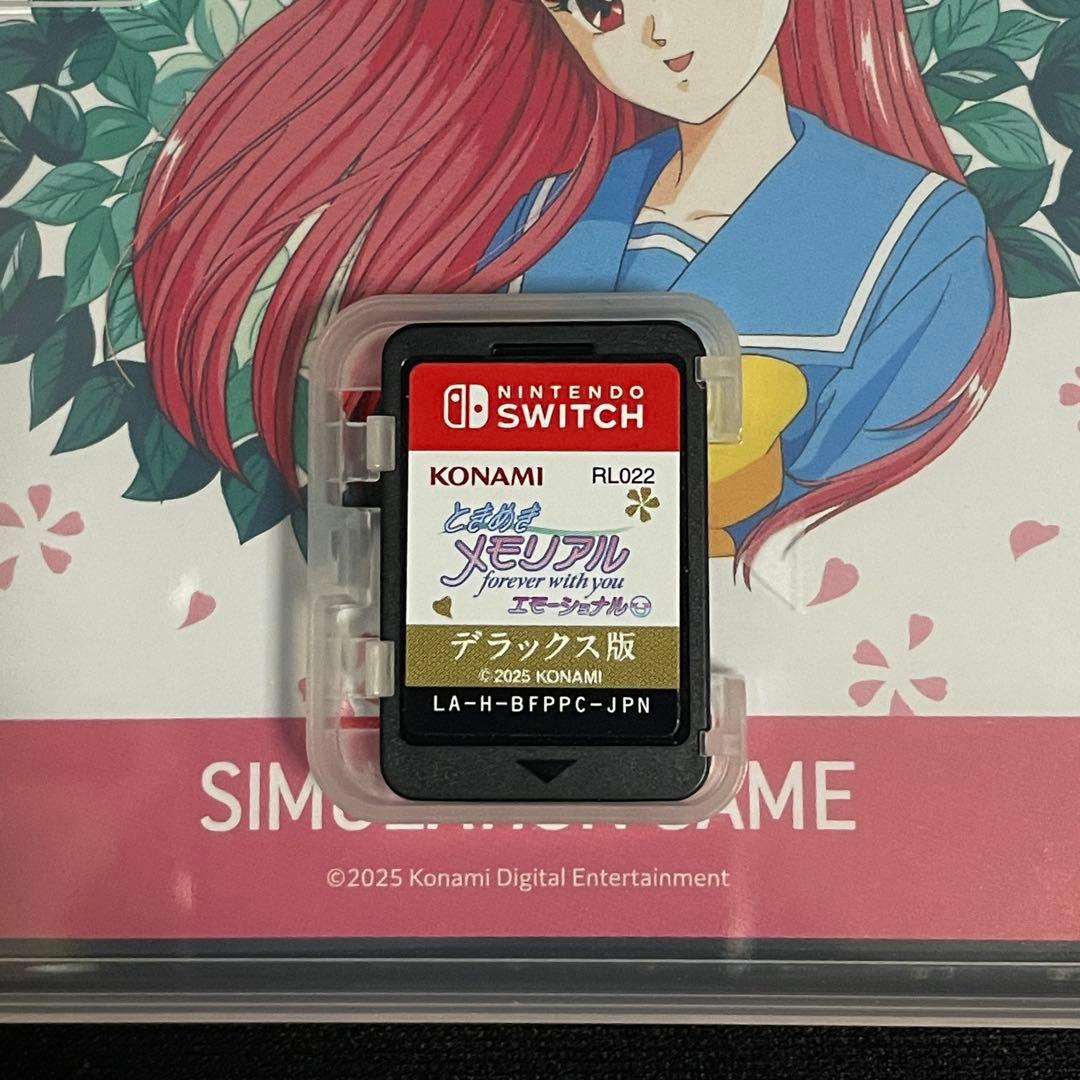 NINTENDO
SWITCH
KONAMI RL022
ときめき
メモリアル
forever with you
エモーショナル
デラックス版
©2025 KONAMI
LA-H-BFPPC-JPN
©2025 Konami Digital Entertainment